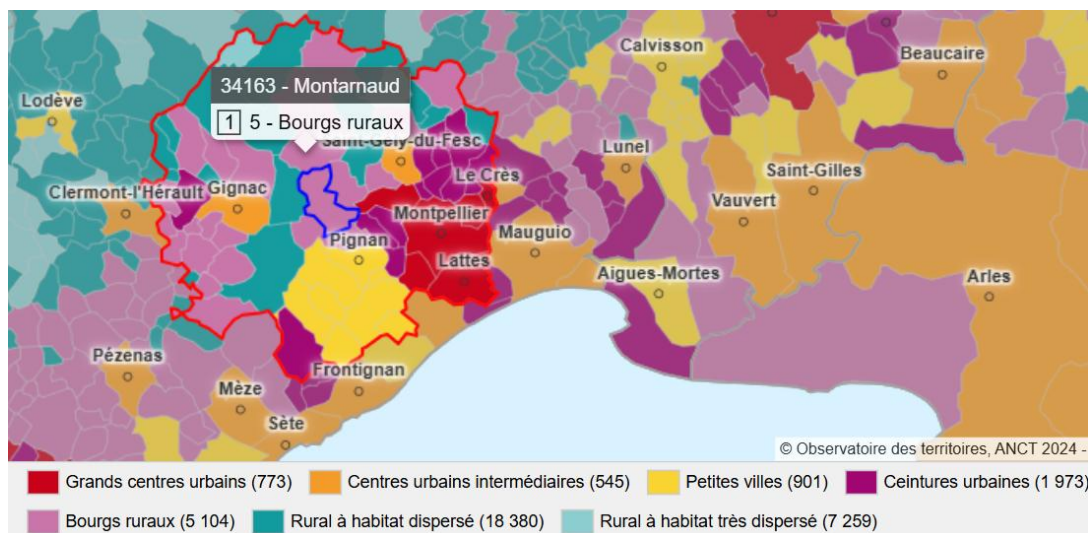 Calvisson
Beaucaire
34163 - Montarnaud
Lodève
1 5 - Bourgs ruraux
Saint-Gély-du-Fesc
Lunel
Le Crès
Saint-Gilles
Clermont-l'Hérault
Gignac
Vauvert
Montpellier
Mauguio
Pignan
Lattes
Aigues-Mortes
Arles
Pézenas
Frontignan
Mèze
Sète
© Observatoire des territoires, ANCT 2024 -
Grands centres urbains (773) Centres urbains intermédiaires (545) Petites villes (901) Ceintures urbaines (1 973)
Bourgs ruraux (5 104) Rural à habitat dispersé (18 380) Rural à habitat très dispersé (7 259)